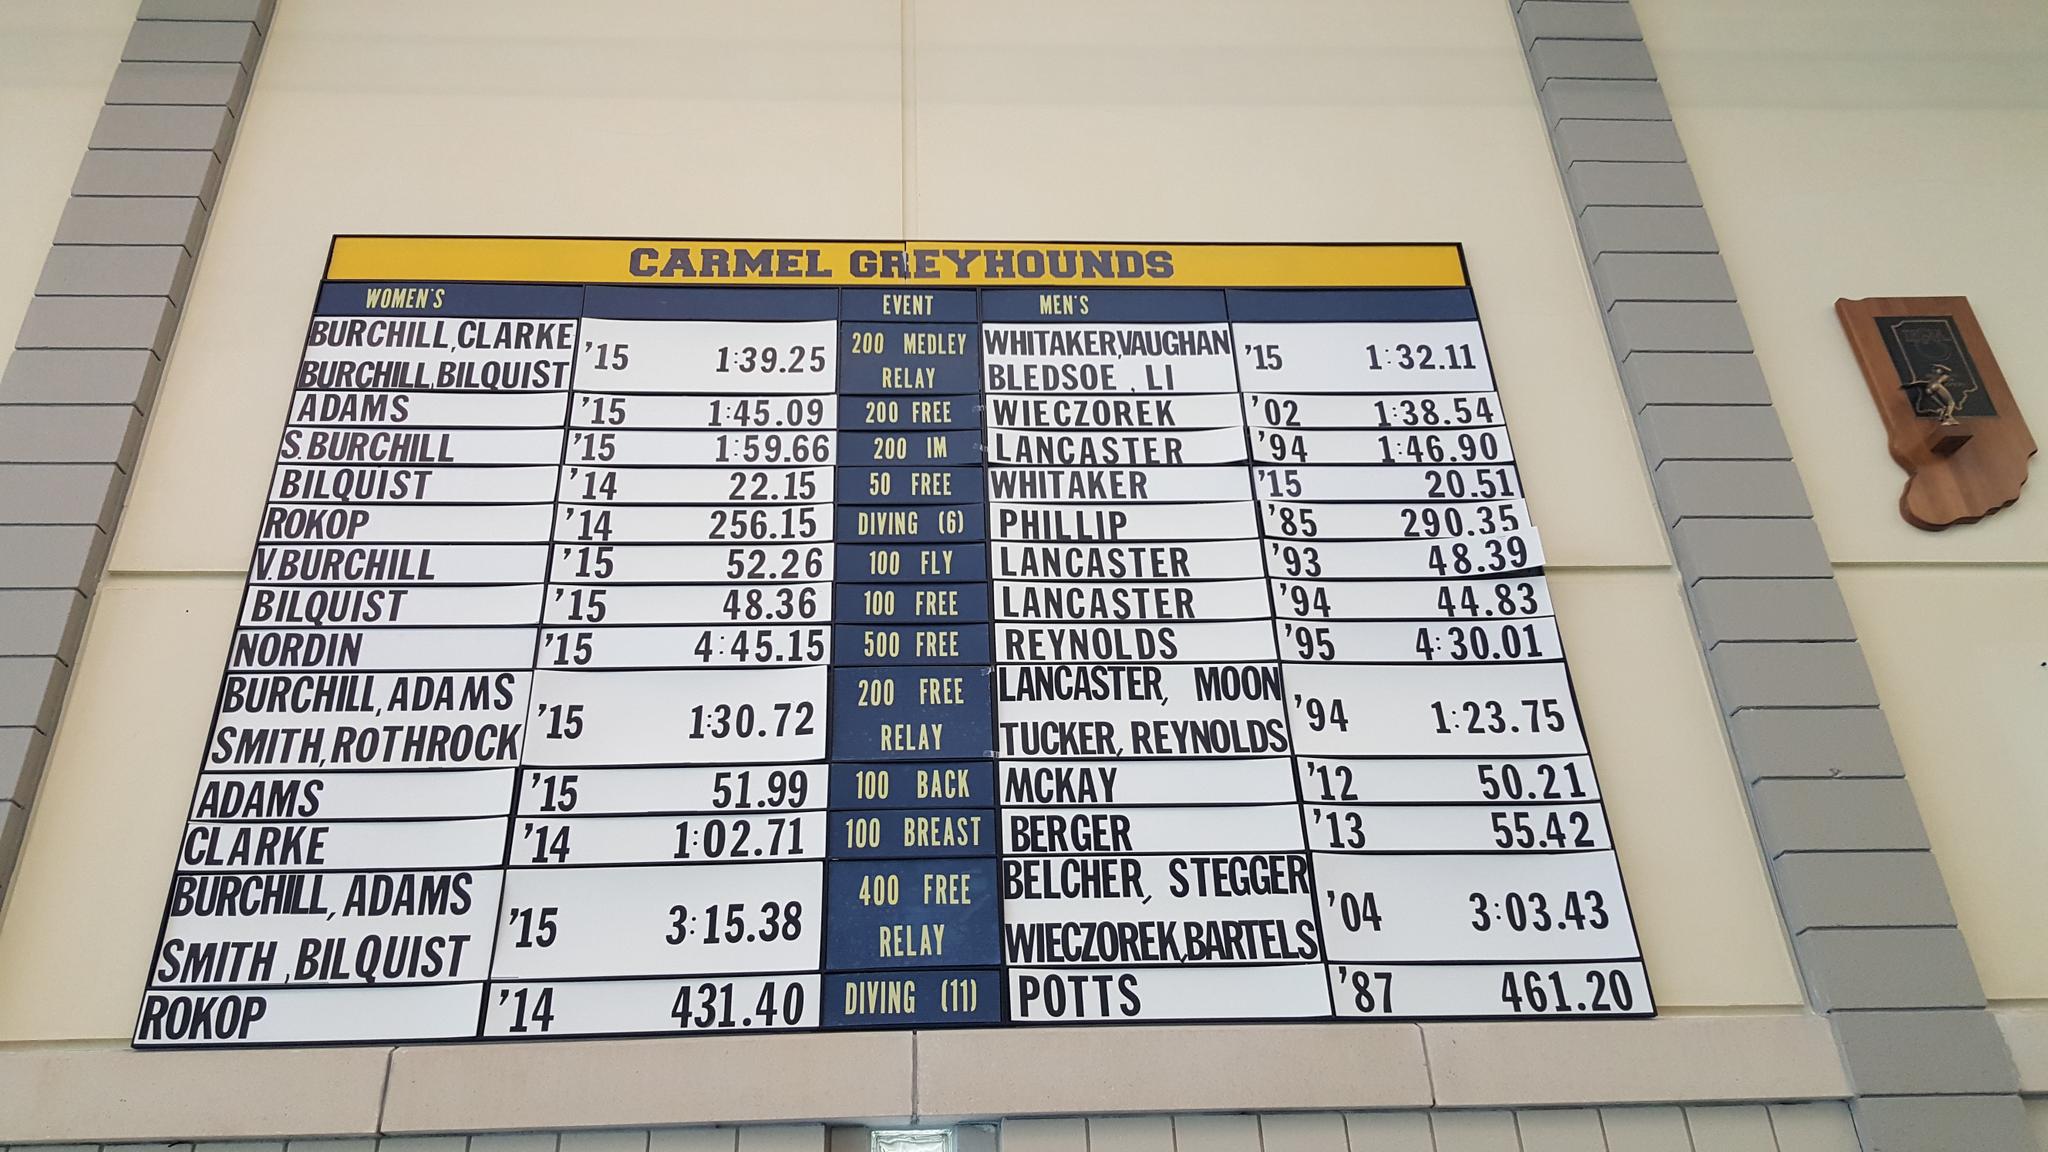 CARMEL GREYHOUNDS
WOMEN'S EVENT MEN'S
BURCHILL, CLARKE
BURCHILL, BILQUIST '15 1:39.25 200 MEDLEY
RELAY WHITAKER, VAUGHAN
BLEDSOE, LI '15 1:32.11
ADAMS '15 1:45.09 200 FREE WIECZOREK '02 1:38.54
S. BURCHILL '15 1:59.66 200 IM LANCASTER '94 1:46.90
BILQUIST '14 22.15 50 FREE WHITAKER '15 20.51
ROKOP '14 256.15 DIVING (6) PHILLIP '85 290.35
V. BURCHILL '15 52.26 100 FLY LANCASTER '93 48.39
BILQUIST '15 48.36 100 FREE LANCASTER '94 44.83
NORDIN '15 4:45.15 500 FREE REYNOLDS '95 4:30.01
BURCHILL, ADAMS
SMITH, ROTHROCK '15 1:30.72 200 FREE
RELAY LANCASTER, MOON
TUCKER, REYNOLDS '94 1:23.75
ADAMS '15 51.99 100 BACK MCKAY '12 50.21
CLARKE '14 1:02.71 100 BREAST BERGER '13 55.42
BURCHILL, ADAMS
SMITH, BILQUIST '15 3:15.38 400 FREE
RELAY BELCHER, STEGGER
WIECZOREK, BARTELS '04 3:03.43
ROKOP '14 431.40 DIVING (11) POTTS '87 461.20